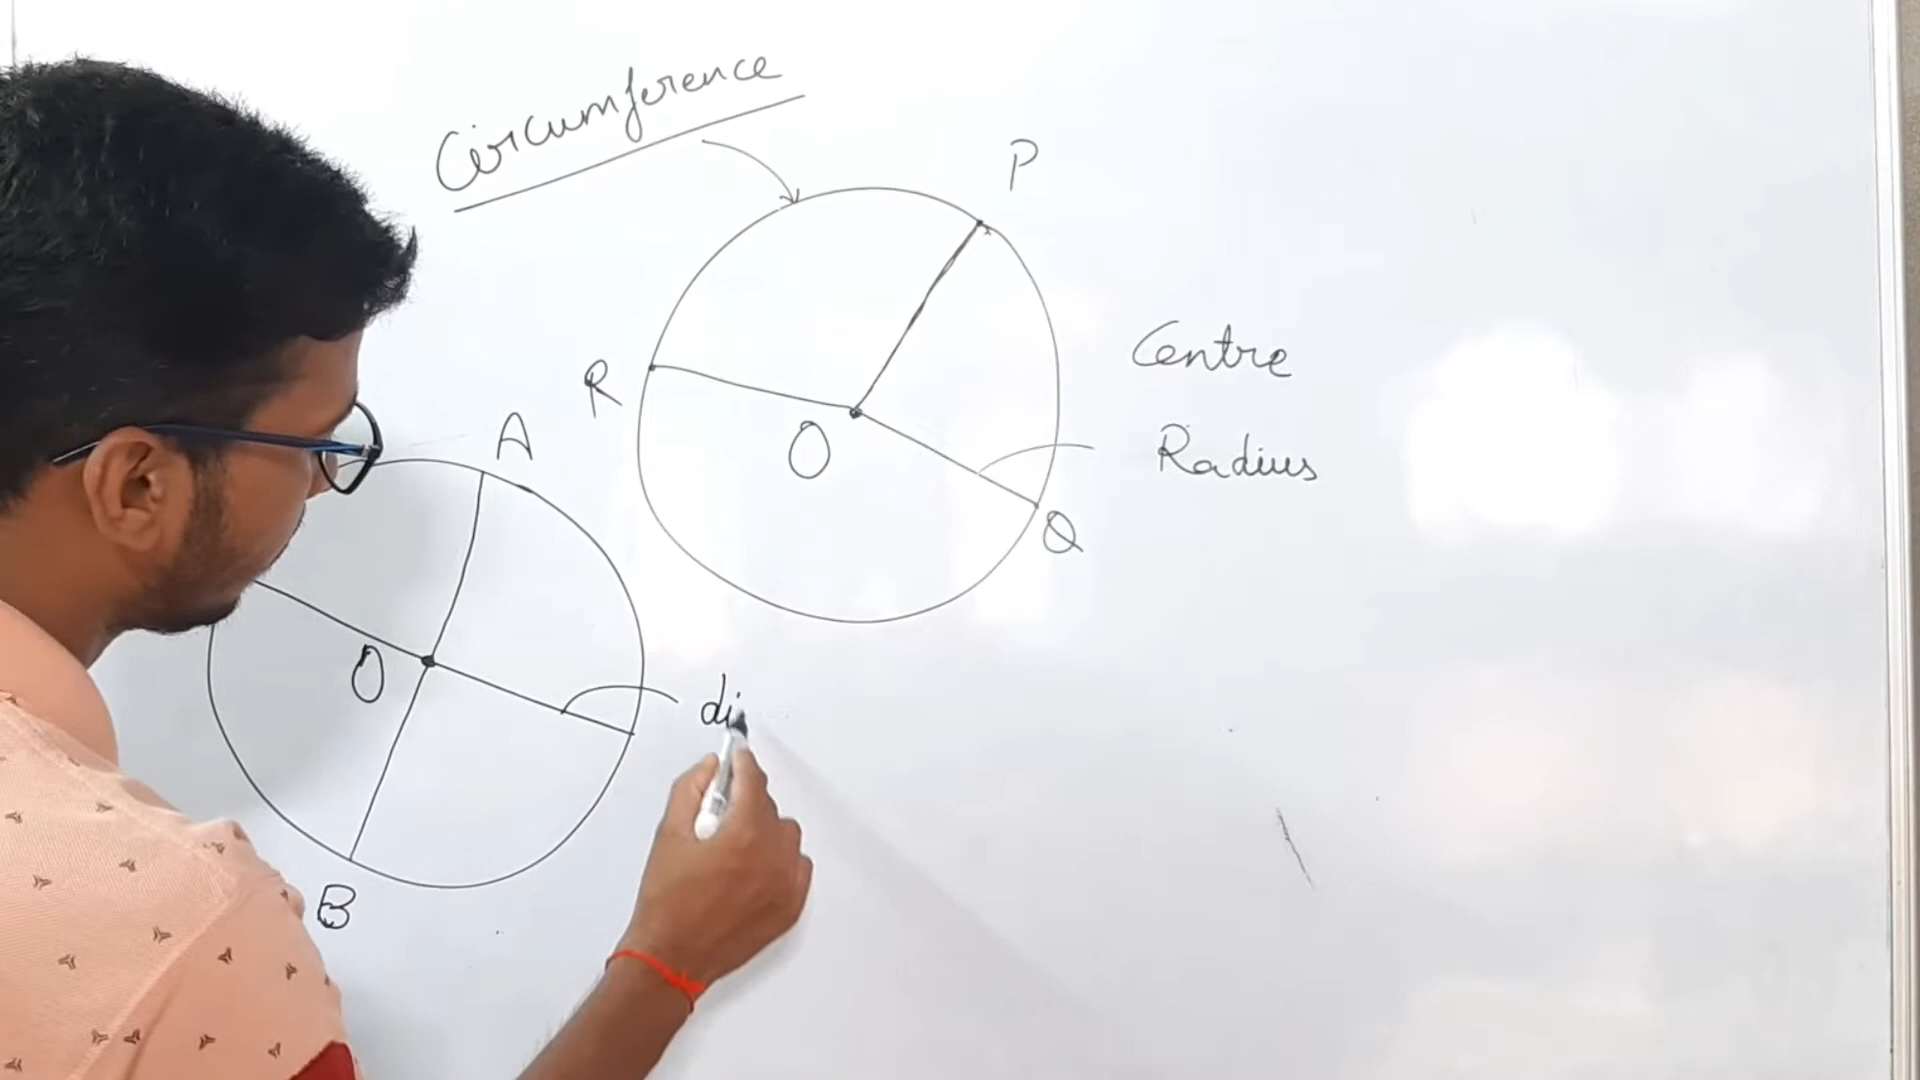 Circumference
P
Centre
R
A
O
Radius
Q
O
di
B